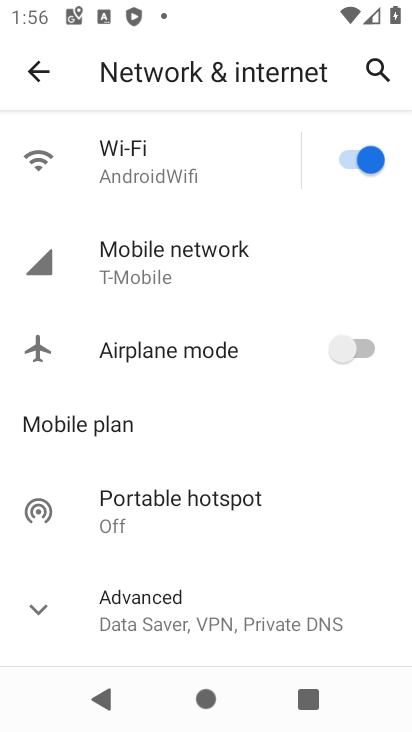 1:56
Network & internet
Wi-Fi
AndroidWifi
Mobile network
T-Mobile
Airplane mode
Mobile plan
Portable hotspot
Off
Advanced
Data Saver, VPN, Private DNS